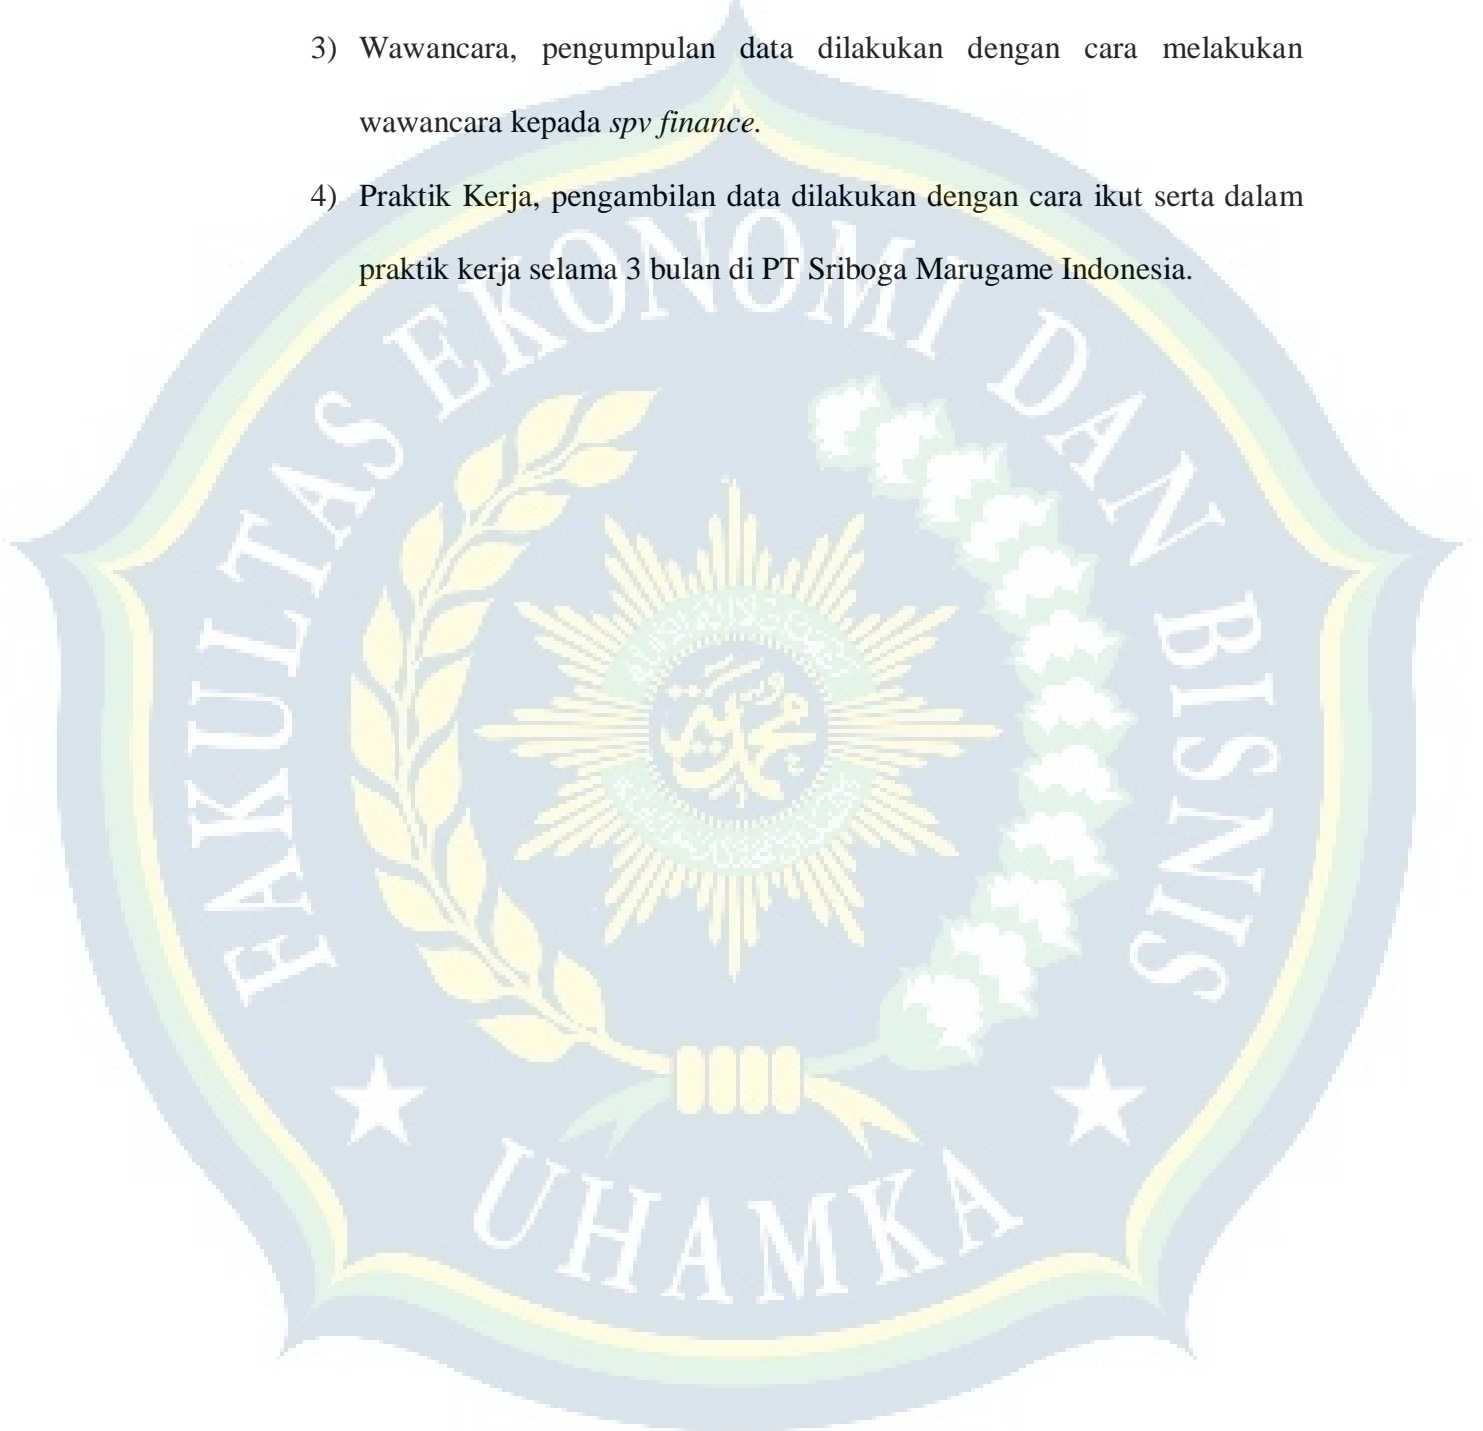 3) Wawancara, pengumpulan data dilakukan dengan cara melakukan
wawancara kepada spv finance.
4) Praktik Kerja, pengambilan data dilakukan dengan cara ikut serta dalam
praktik kerja selama 3 bulan di PT Sriboga Marugame Indonesia.
FAKULTAS EKONOMI DAN BISNIS
UHAMKA